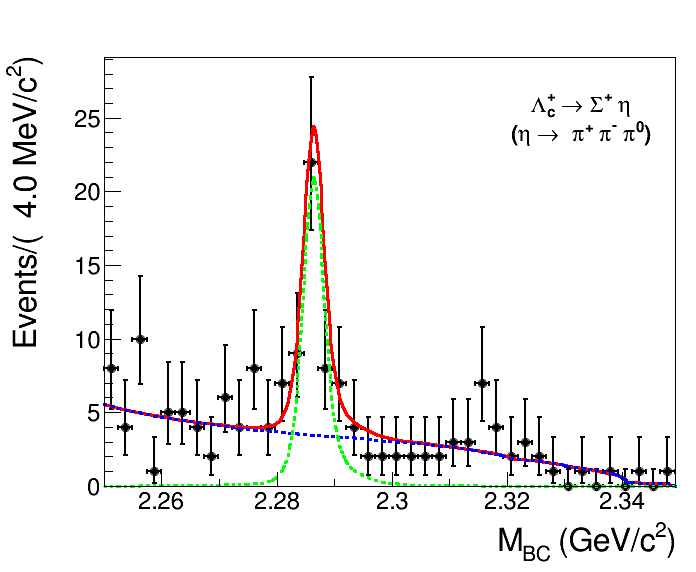 Λc+ → Σ+ η
(η → π+ π- π0)
Events/( 4.0 MeV/c2)
25
20
15
10
5
0
2.26 2.28 2.3 2.32 2.34
MBC (GeV/c2)